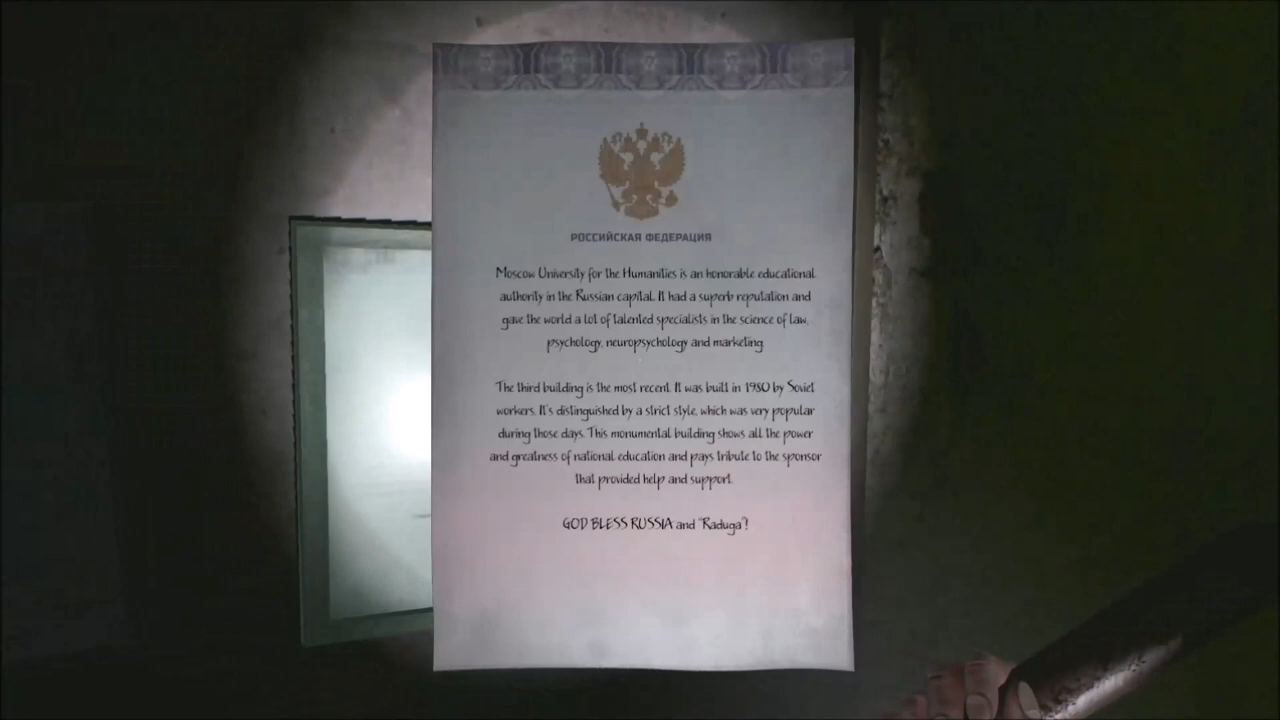 РОССИЙСКАЯ ФЕДЕРАЦИЯ
Moscow University for the Humanities is an honorable educational
authority in the Russian capital. It had a superb reputation and
gave the world a lot of talented specialists in the science of law,
psychology, neuropsychology and marketing.
The third building is the most recent. It was built in 1980 by Soviet
workers. It's distinguished by a strict style, which was very popular
during those days. This monumental building shows all the power
and greatness of national education and pays tribute to the sponsor
that provided help and support.
GOD BLESS RUSSIA and "Raduga"!